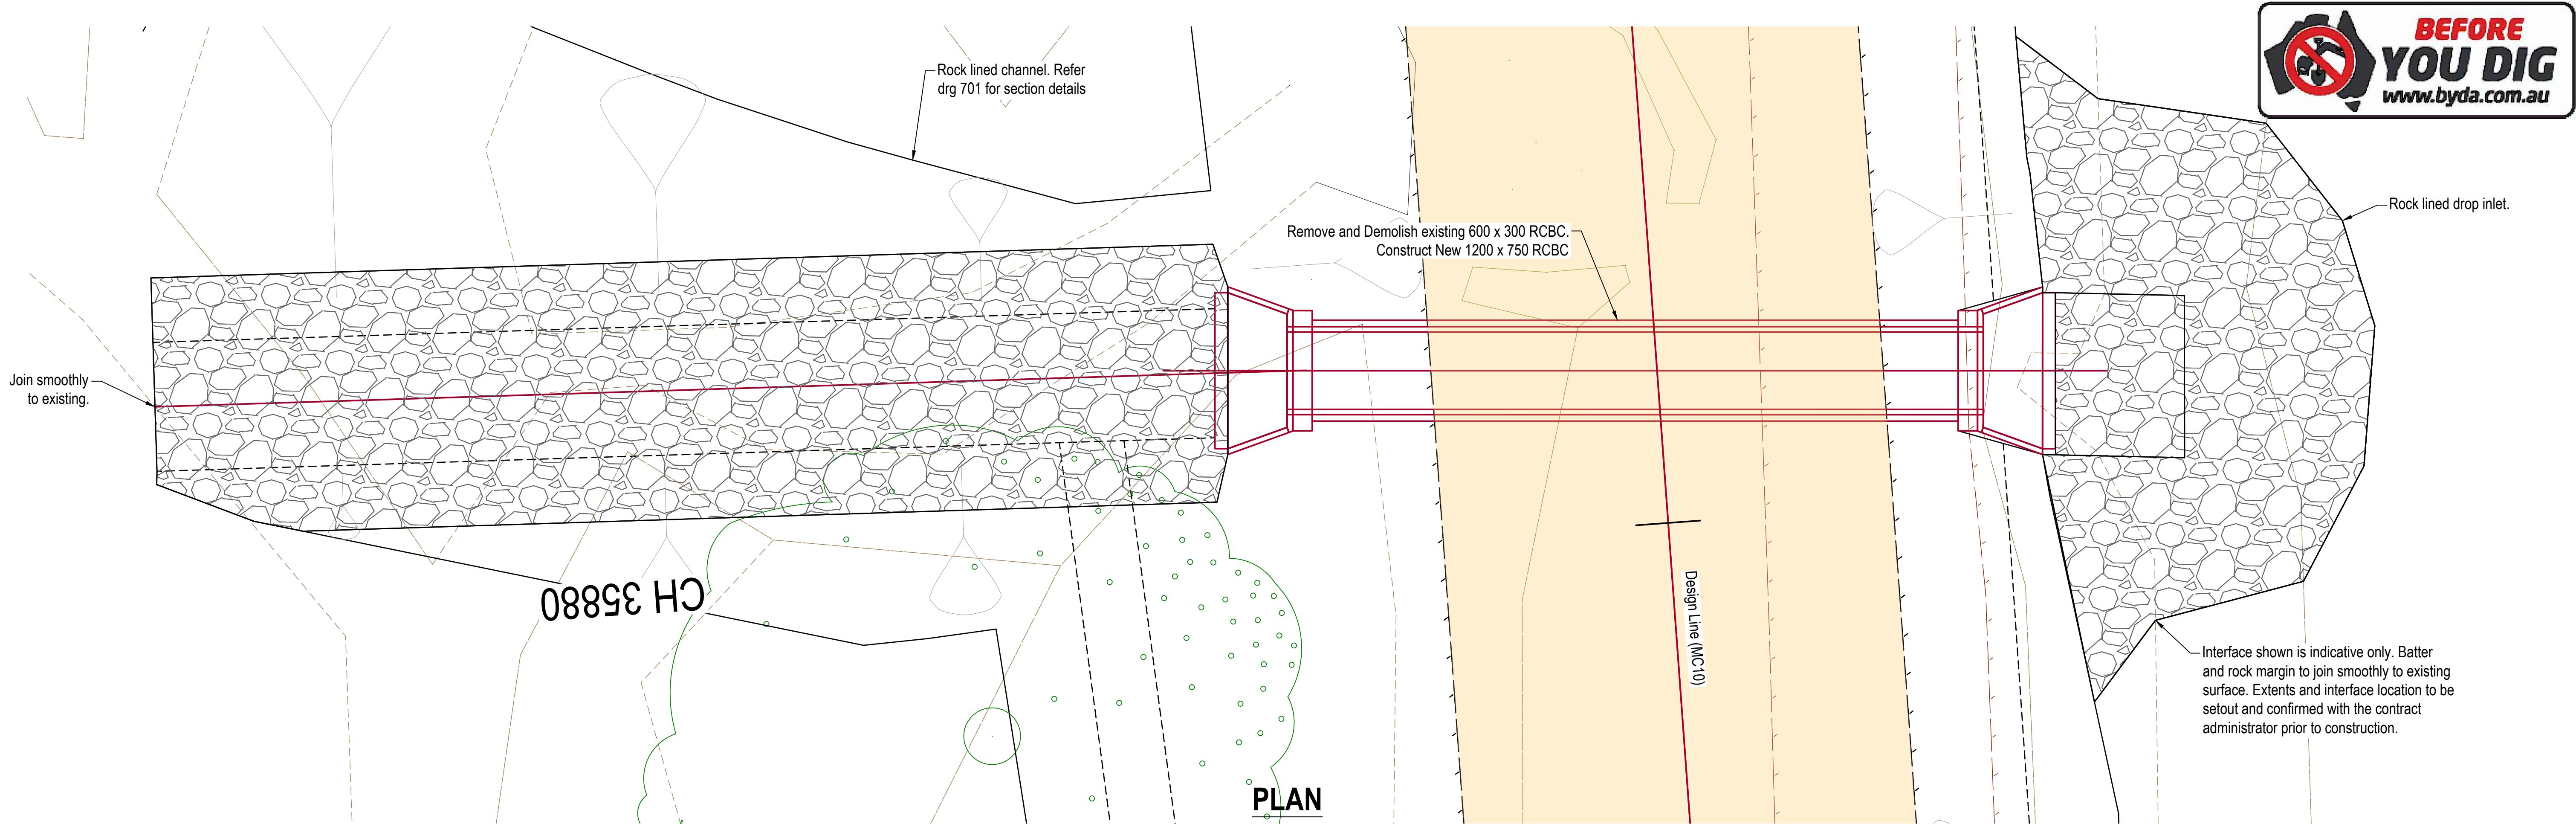 BEFORE
YOU DIG
www.byda.com.au
Rock lined channel. Refer
drg 701 for section details
Rock lined drop inlet.
Remove and Demolish existing 600 x 300 RCBC.
Construct New 1200 x 750 RCBC
Join smoothly
to existing.
CH 35880
Design Line (MC10)
Interface shown is indicative only. Batter
and rock margin to join smoothly to existing
surface. Extents and interface location to be
setout and confirmed with the contract
administrator prior to construction.
PLAN